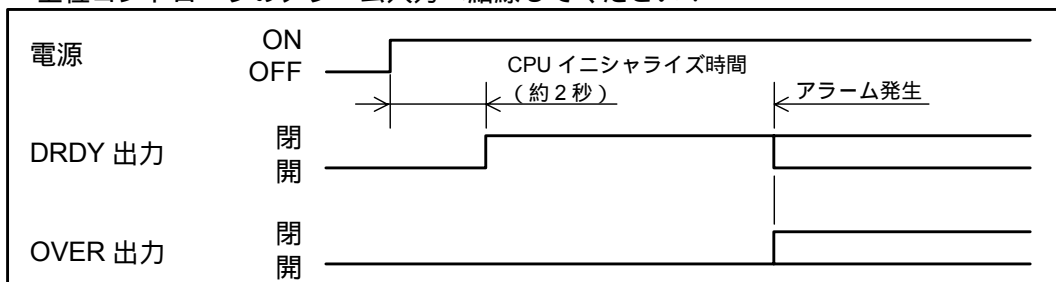 電源 ON
OFF
CPU イニシャライズ時間
(約2秒)
アラーム発生
DRDY 出力 閉
開
OVER 出力 閉
開